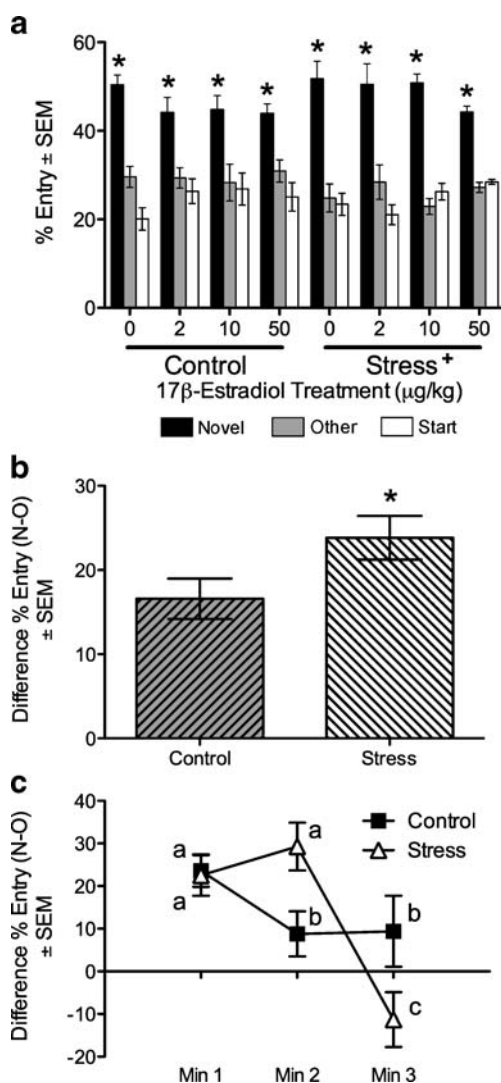 a
60
40
20
0
% Entry ± SEM
* * * * * * * *
0 2 10 50 0 2 10 50
Control Stress+
17β-Estradiol Treatment (μg/kg)
Novel Other Start
b
30
20
10
0
Difference % Entry (N-O)
± SEM
*
Control Stress
c
40
30
20
10
0
-10
-20
Difference % Entry (N-O)
± SEM
Control
Stress
a
a
a
b
b
c
Min 1 Min 2 Min 3